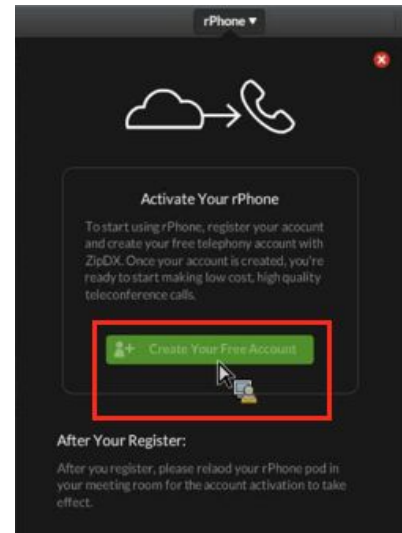 rPhone ▼
Activate Your rPhone
To start using rPhone, register your acocunt
and create your free telephony account with
ZipDX. Once your account is created, you're
ready to start making low cost, high quality
teleconference calls.
Create Your Free Account
After Your Register:
After you register, please relaod your rPhone pod in
your meeting room for the account activation to take
effect.